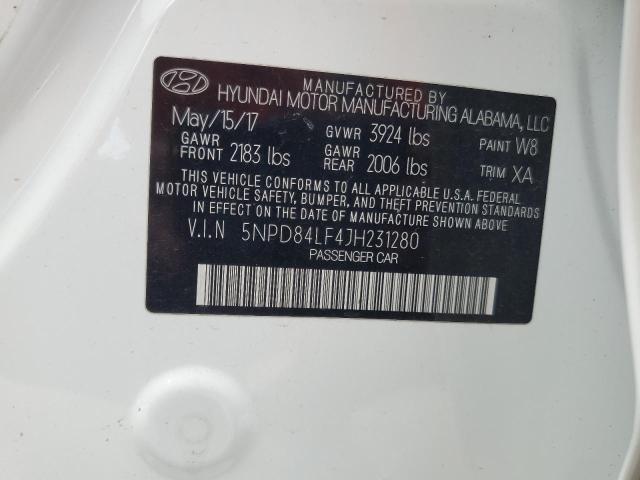 MANUFACTURED BY
HYUNDAI MOTOR MANUFACTURING ALABAMA, LLC
May/15/17 GVWR 3924 lbs PAINT W8
GAWR FRONT 2183 lbs GAWR REAR 2006 lbs TRIM XA
THIS VEHICLE CONFORMS TO ALL APPLICABLE U.S.A. FEDERAL
MOTOR VEHICLE SAFETY, BUMPER, AND THEFT PREVENTION STANDARDS
IN EFFECT ON THE DATE OF MANUFACTURE SHOWN ABOVE
V.I.N 5NPD84LF4JH231280
PASSENGER CAR